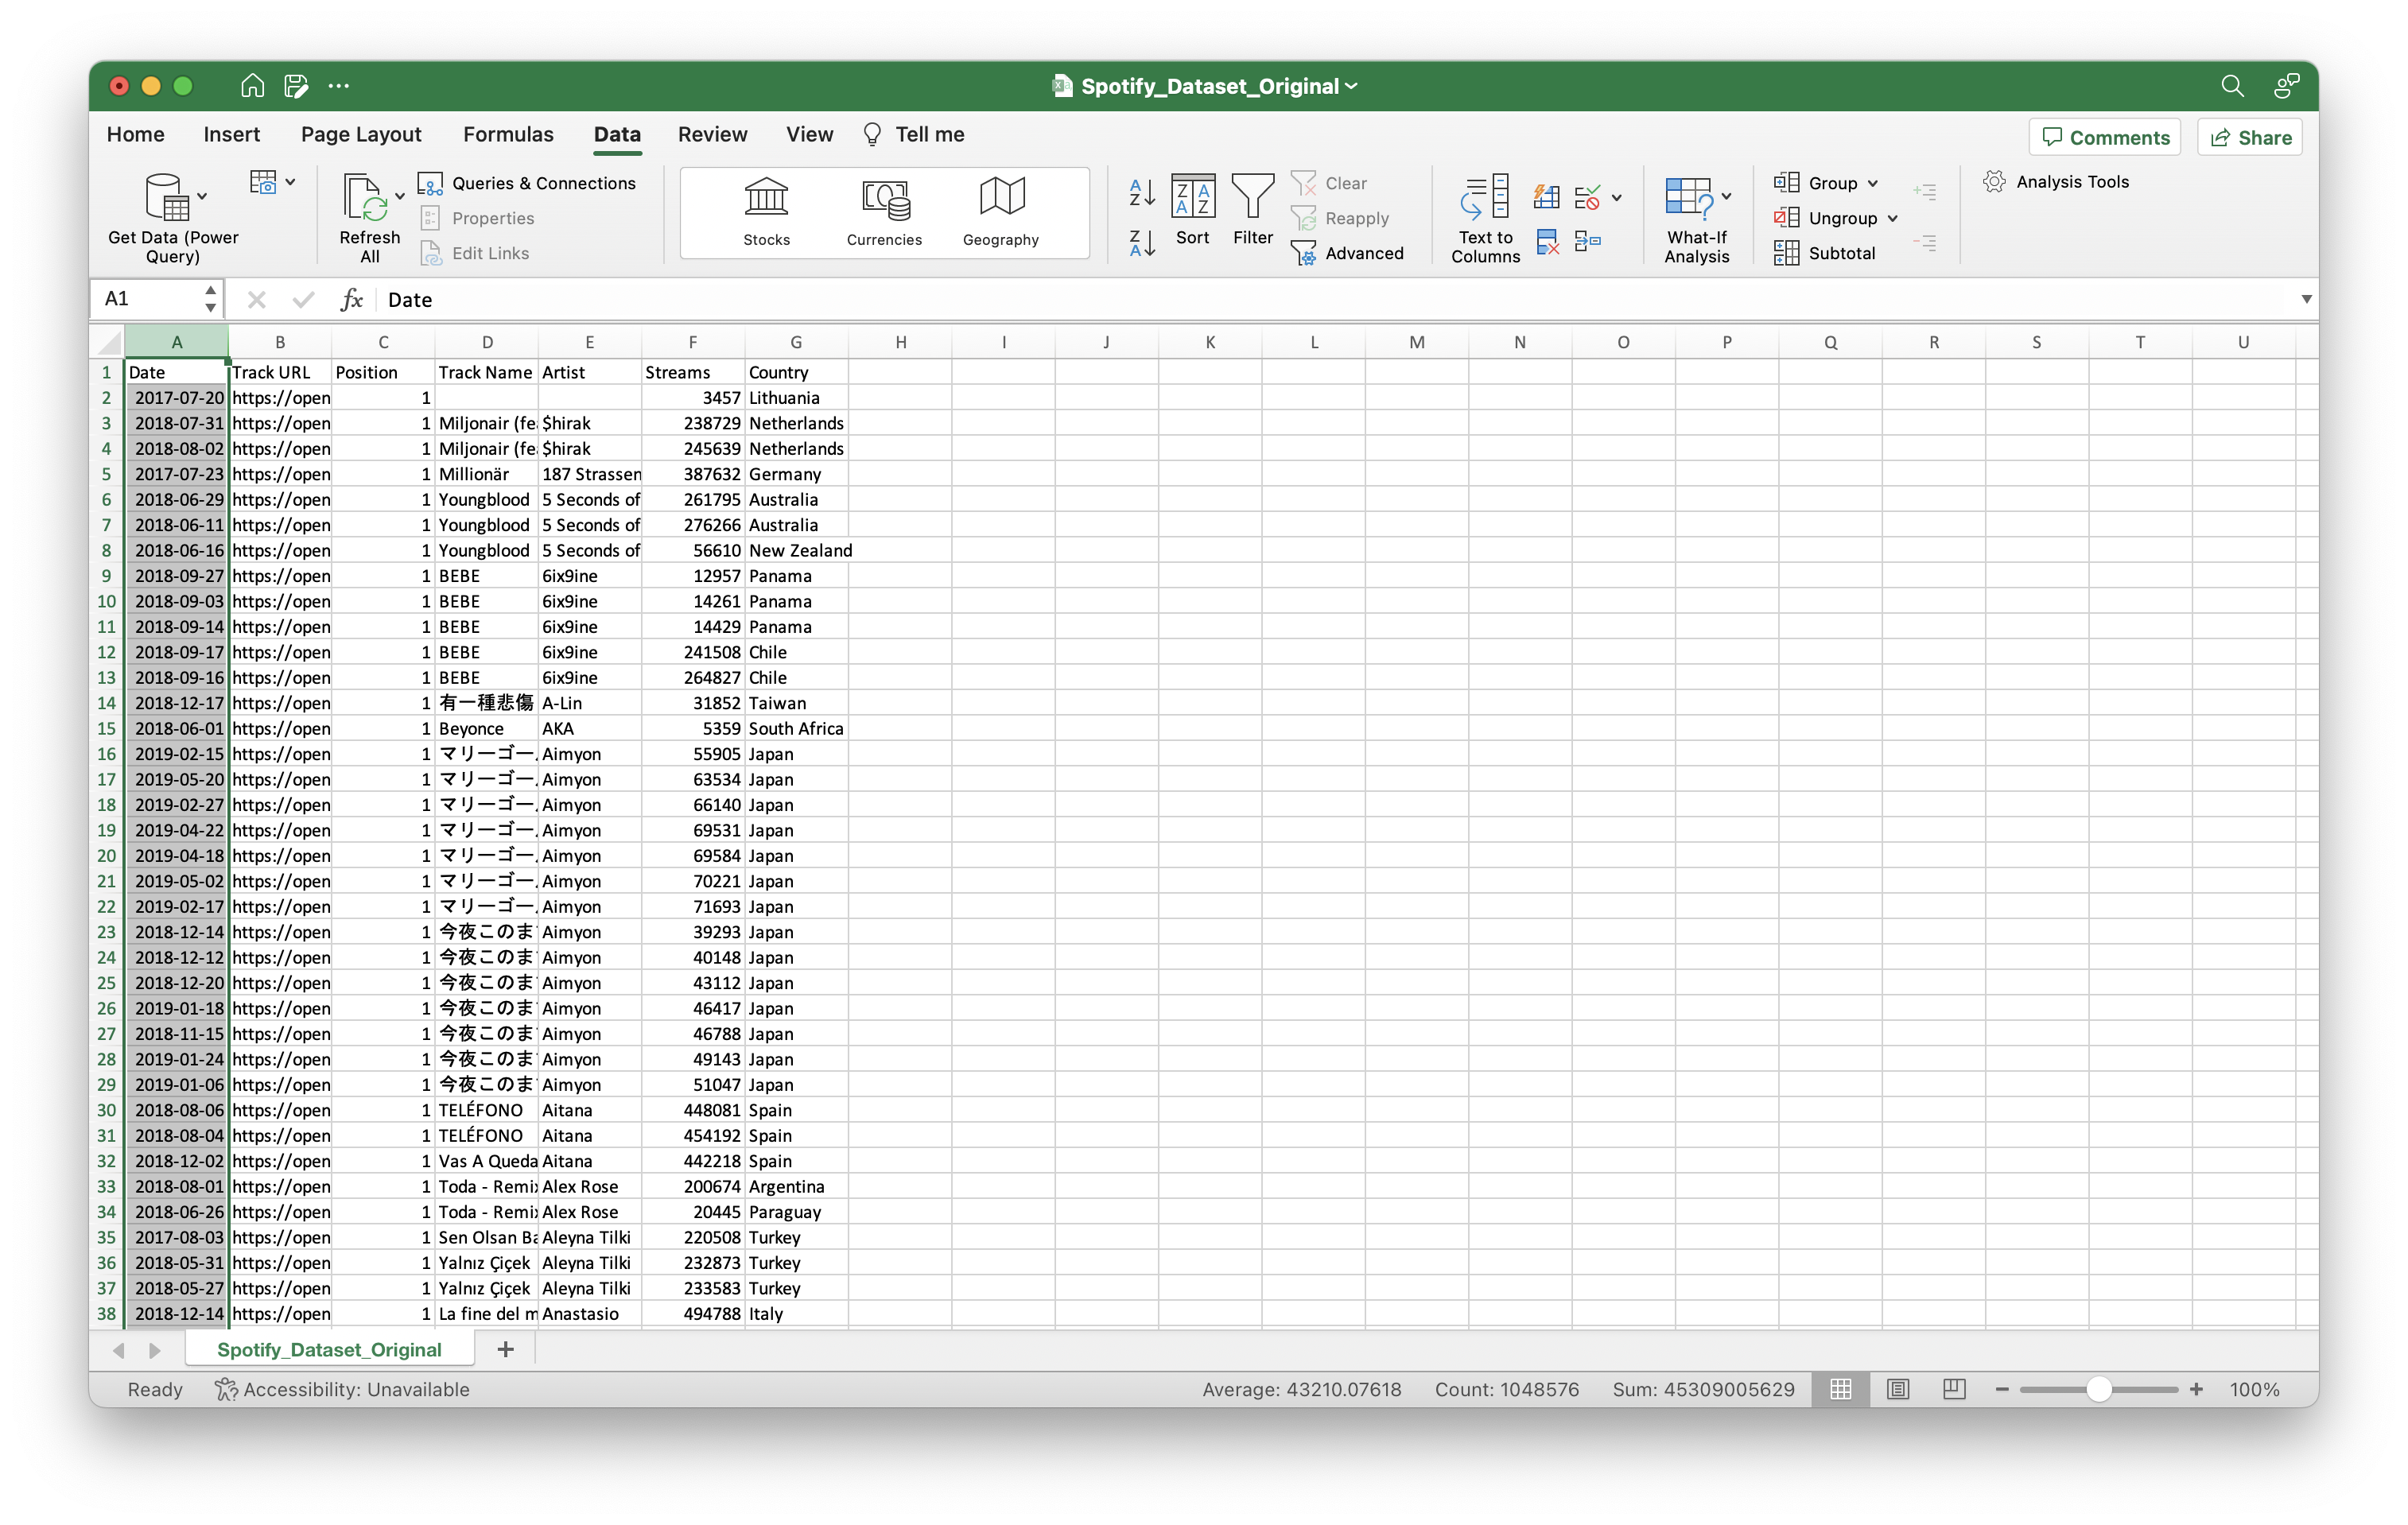 Spotify_Dataset_Original
Home Insert Page Layout Formulas Data Review View Tell me Comments Share
Get Data (Power Query)
Refresh All
Queries & Connections
Properties
Edit Links
Stocks Currencies Geography
Sort Filter
Clear
Reapply
Advanced
Text to Columns
What-If Analysis
Group
Ungroup
Subtotal
Analysis Tools
A1 fx Date
A B C D E F G H I J K L M N O P Q R S T U
1 Date Track URL Position Track Name Artist Streams Country
2 2017-07-20 https://open 1 3457 Lithuania
3 2018-07-31 https://open 1 Miljonair (fe $hirak 238729 Netherlands
4 2018-08-02 https://open 1 Miljonair (fe $hirak 245639 Netherlands
5 2017-07-23 https://open 1 Millionär 187 Strassen 387632 Germany
6 2018-06-29 https://open 1 Youngblood 5 Seconds of 261795 Australia
7 2018-06-11 https://open 1 Youngblood 5 Seconds of 276266 Australia
8 2018-06-16 https://open 1 Youngblood 5 Seconds of 56610 New Zealand
9 2018-09-27 https://open 1 BEBE 6ix9ine 12957 Panama
10 2018-09-03 https://open 1 BEBE 6ix9ine 14261 Panama
11 2018-09-14 https://open 1 BEBE 6ix9ine 14429 Panama
12 2018-09-17 https://open 1 BEBE 6ix9ine 241508 Chile
13 2018-09-16 https://open 1 BEBE 6ix9ine 264827 Chile
14 2018-12-17 https://open 1 有一種悲傷 A-Lin 31852 Taiwan
15 2018-06-01 https://open 1 Beyonce AKA 5359 South Africa
16 2019-02-15 https://open 1 マリーゴー Aimyon 55905 Japan
17 2019-05-20 https://open 1 マリーゴー Aimyon 63534 Japan
18 2019-02-27 https://open 1 マリーゴー Aimyon 66140 Japan
19 2019-04-22 https://open 1 マリーゴー Aimyon 69531 Japan
20 2019-04-18 https://open 1 マリーゴー Aimyon 69584 Japan
21 2019-05-02 https://open 1 マリーゴー Aimyon 70221 Japan
22 2019-02-17 https://open 1 マリーゴー Aimyon 71693 Japan
23 2018-12-14 https://open 1 今夜このま Aimyon 39293 Japan
24 2018-12-12 https://open 1 今夜このま Aimyon 40148 Japan
25 2018-12-20 https://open 1 今夜このま Aimyon 43112 Japan
26 2019-01-18 https://open 1 今夜このま Aimyon 46417 Japan
27 2018-11-15 https://open 1 今夜このま Aimyon 46788 Japan
28 2019-01-24 https://open 1 今夜このま Aimyon 49143 Japan
29 2019-01-06 https://open 1 今夜このま Aimyon 51047 Japan
30 2018-08-06 https://open 1 TELÉFONO Aitana 448081 Spain
31 2018-08-04 https://open 1 TELÉFONO Aitana 454192 Spain
32 2018-12-02 https://open 1 Vas A Queda Aitana 442218 Spain
33 2018-08-01 https://open 1 Toda - Remix Alex Rose 200674 Argentina
34 2018-06-26 https://open 1 Toda - Remix Alex Rose 20445 Paraguay
35 2017-08-03 https://open 1 Sen Olsan Ba Aleyna Tilki 220508 Turkey
36 2018-05-31 https://open 1 Yalnız Çiçek Aleyna Tilki 232873 Turkey
37 2018-05-27 https://open 1 Yalnız Çiçek Aleyna Tilki 233583 Turkey
38 2018-12-14 https://open 1 La fine del m Anastasio 494788 Italy
Spotify_Dataset_Original +
Ready Accessibility: Unavailable Average: 43210.07618 Count: 1048576 Sum: 45309005629 100%